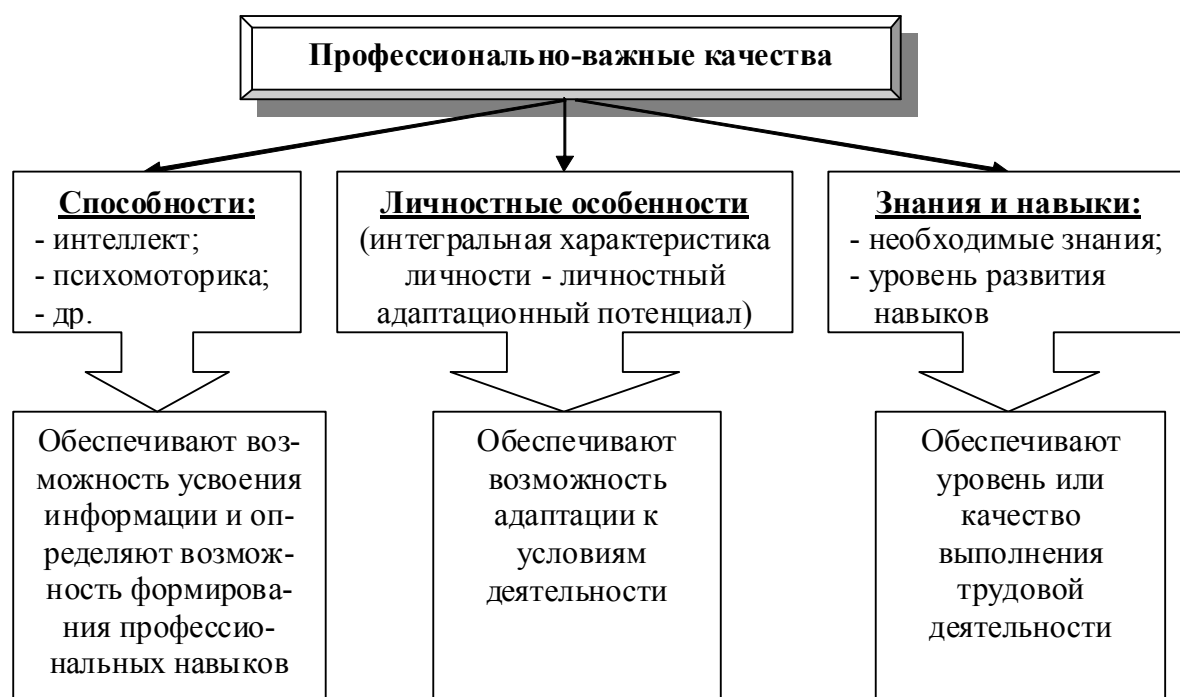 Профессионально-важные качества
Способности:
- интеллект;
- психомоторика;
- др.
Личностные особенности
(интегральная характеристика
личности - личностный
адаптационный потенциал)
Знания и навыки:
- необходимые знания;
- уровень развития
навыков
Обеспечивают воз-
можность усвоения
информации и оп-
ределяют возмож-
ность формирова-
ния профессио-
нальных навыков
Обеспечивают
возможность
адаптации к
условиям
деятельности
Обеспечивают
уровень или
качество
выполнения
трудовой
деятельности